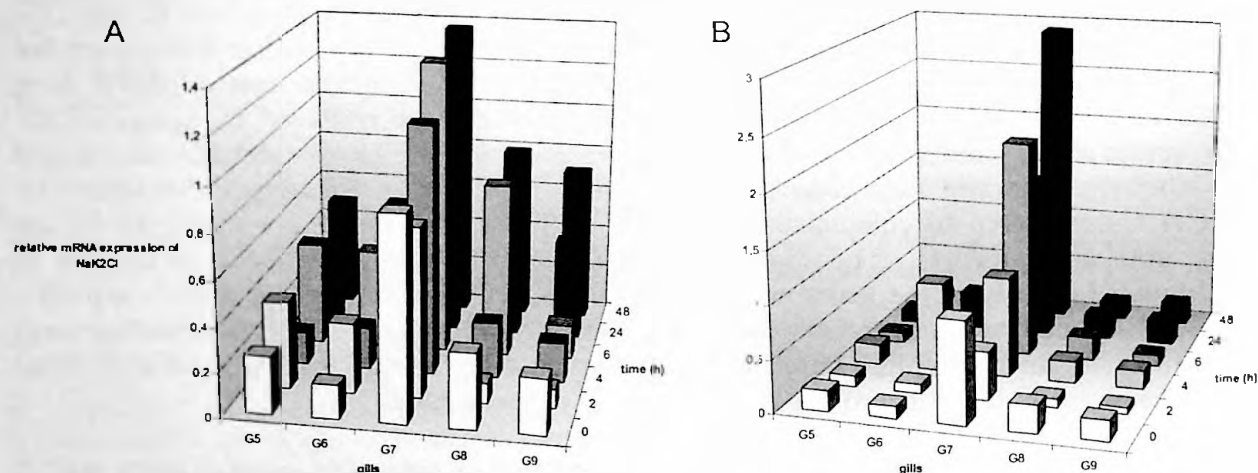 A
1,4
1,2
1
0,8
0,6
0,4
0,2
0
relative mRNA expression of
NaK2Cl
G5
G6
G7
G8
G9
gills
0
2
4
6
24
48
time (h)
B
3
2,5
2
1,5
1
0,5
0
G5
G6
G7
G8
G9
gills
0
2
4
6
24
48
time (h)